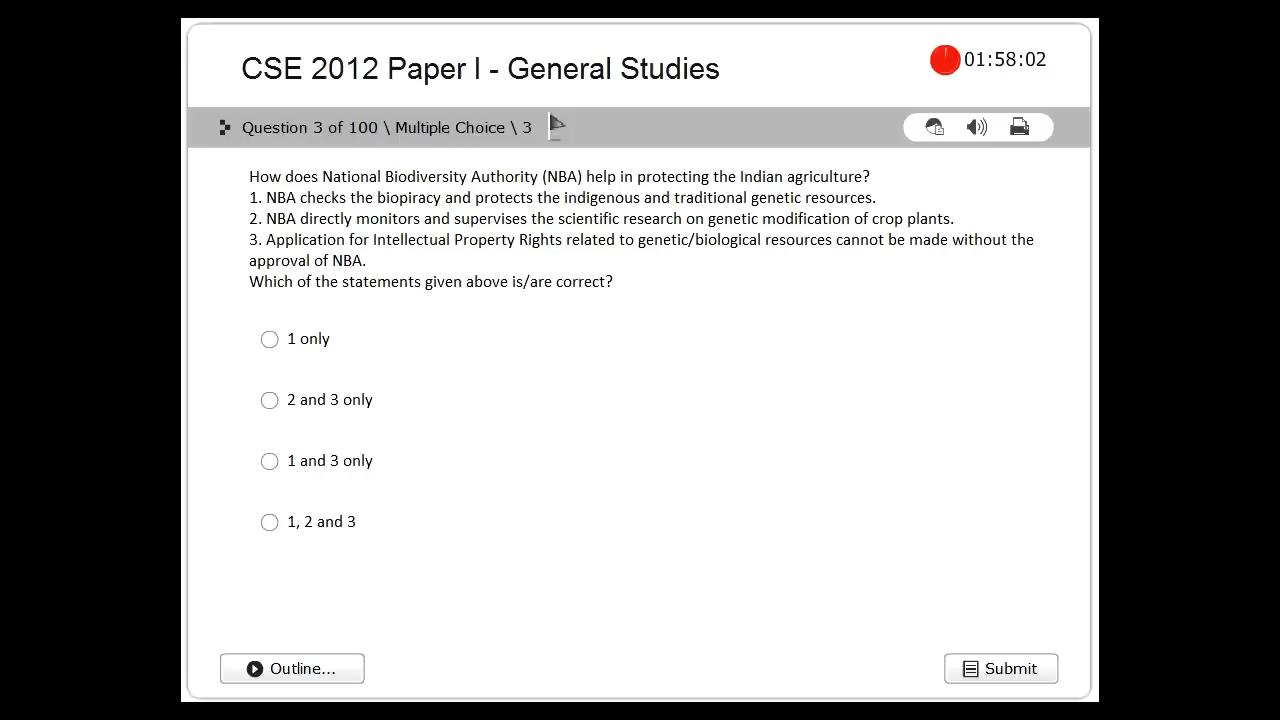 CSE 2012 Paper I - General Studies
01:58:02
Question 3 of 100 \ Multiple Choice \ 3
How does National Biodiversity Authority (NBA) help in protecting the Indian agriculture?
1. NBA checks the biopiracy and protects the indigenous and traditional genetic resources.
2. NBA directly monitors and supervises the scientific research on genetic modification of crop plants.
3. Application for Intellectual Property Rights related to genetic/biological resources cannot be made without the
approval of NBA.
Which of the statements given above is/are correct?
1 only
2 and 3 only
1 and 3 only
1, 2 and 3
Outline...
Submit